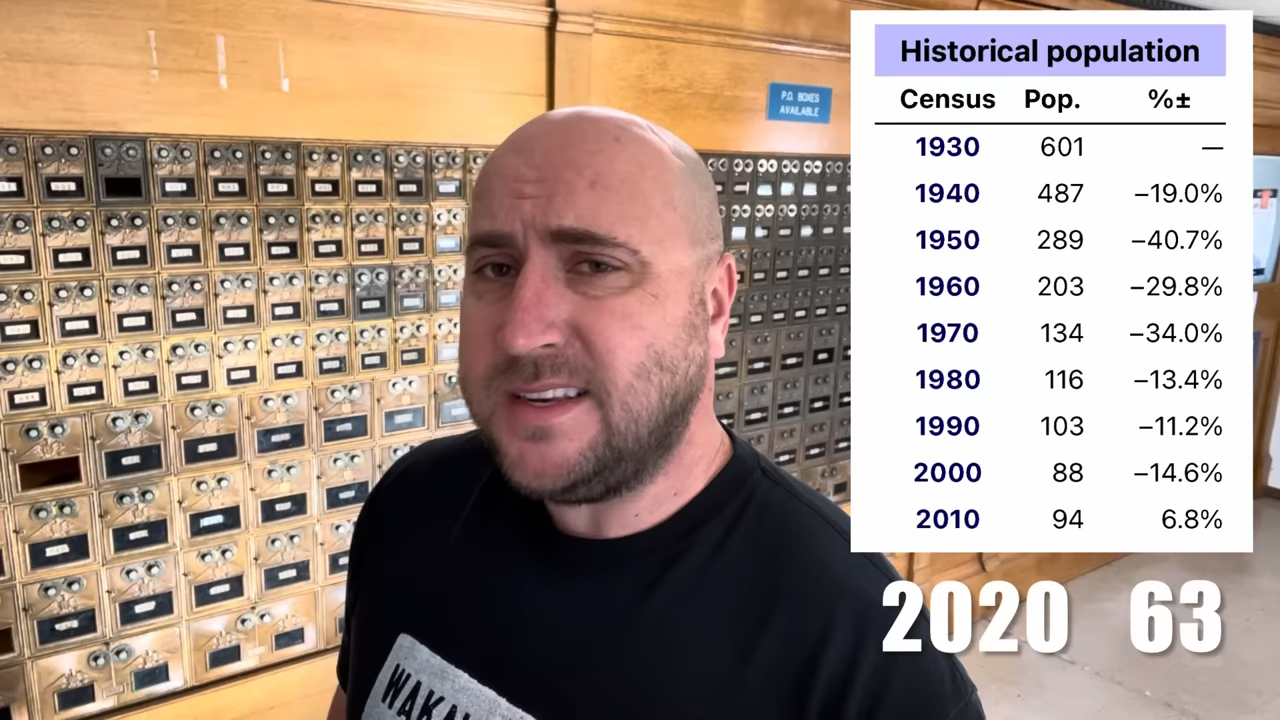 P.O. BOXES
AVAILABLE
Historical population
Census Pop. %±
1930 601 —
1940 487 −19.0%
1950 289 −40.7%
1960 203 −29.8%
1970 134 −34.0%
1980 116 −13.4%
1990 103 −11.2%
2000 88 −14.6%
2010 94 6.8%
2020 63